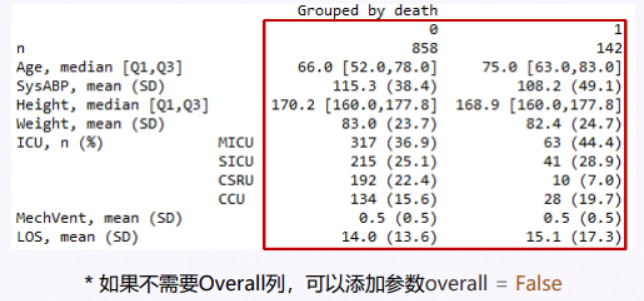 Grouped by death
0 1
n 858 142
Age, median [Q1,Q3] 66.0 [52.0,78.0] 75.0 [63.0,83.0]
SysABP, mean (SD) 115.3 (38.4) 108.2 (49.1)
Height, median [Q1,Q3] 170.2 [160.0,177.8] 168.9 [160.0,177.8]
Weight, mean (SD) 83.0 (23.7) 82.4 (24.7)
ICU, n (%) MICU 317 (36.9) 63 (44.4)
SICU 215 (25.1) 41 (28.9)
CSRU 192 (22.4) 10 (7.0)
CCU 134 (15.6) 28 (19.7)
MechVent, mean (SD) 0.5 (0.5) 0.5 (0.5)
LOS, mean (SD) 14.0 (13.6) 15.1 (17.3)
* 如果不需要Overall列，可以添加参数overall = False